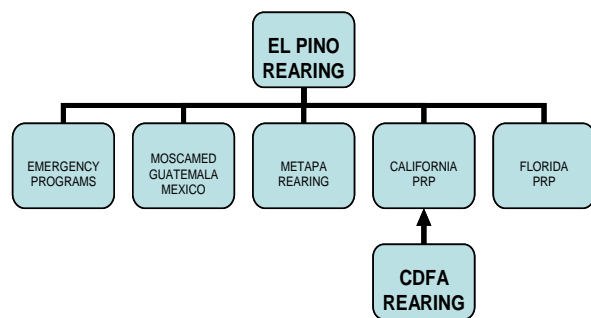 EL PINO
REARING
EMERGENCY
PROGRAMS
MOSCAMED
GUATEMALA
MEXICO
METAPA
REARING
CALIFORNIA
PRP
FLORIDA
PRP
CDFA
REARING